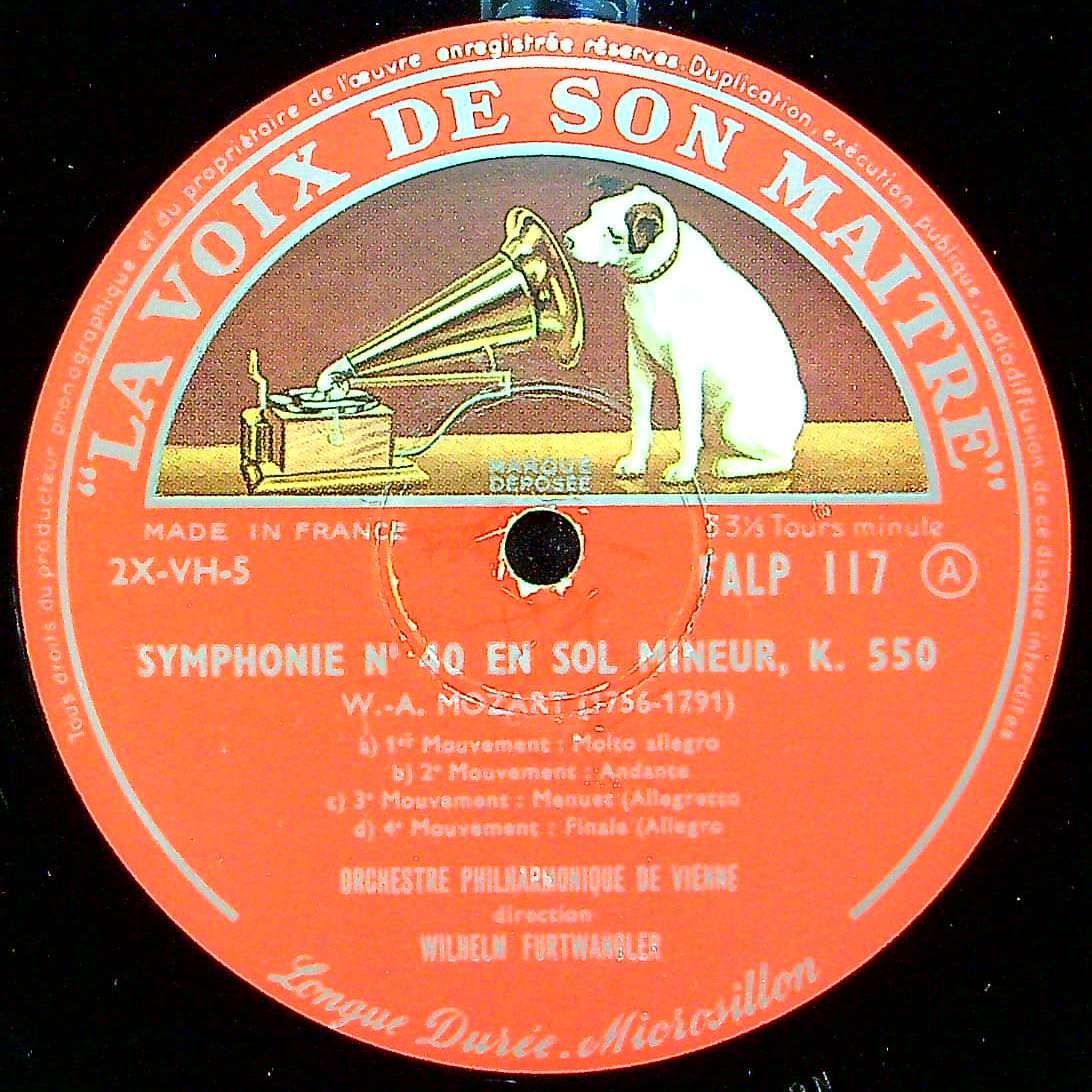 Tous droits du producteur phonographique et du propriétaire de l'œuvre enregistrée réservés. Duplication, exécution publique, radiodiffusion de ce disque interdites
"LA VOIX DE SON MAITRE"
MARQUE
DÉPOSÉE
MADE IN FRANCE
33⅓ Tours minute
2X-VH-5
FALP 117 A
SYMPHONIE N° 40 EN SOL MINEUR, K. 550
W.-A. MOZART (1756-1791)
a) 1er Mouvement : Molto allegro
b) 2e Mouvement : Andante
c) 3e Mouvement : Menuet (Allegretto
d) 4e Mouvement : Finale (Allegro
ORCHESTRE PHILHARMONIQUE DE VIENNE
direction
WILHELM FURTWANGLER
Longue Durée. Microsillon